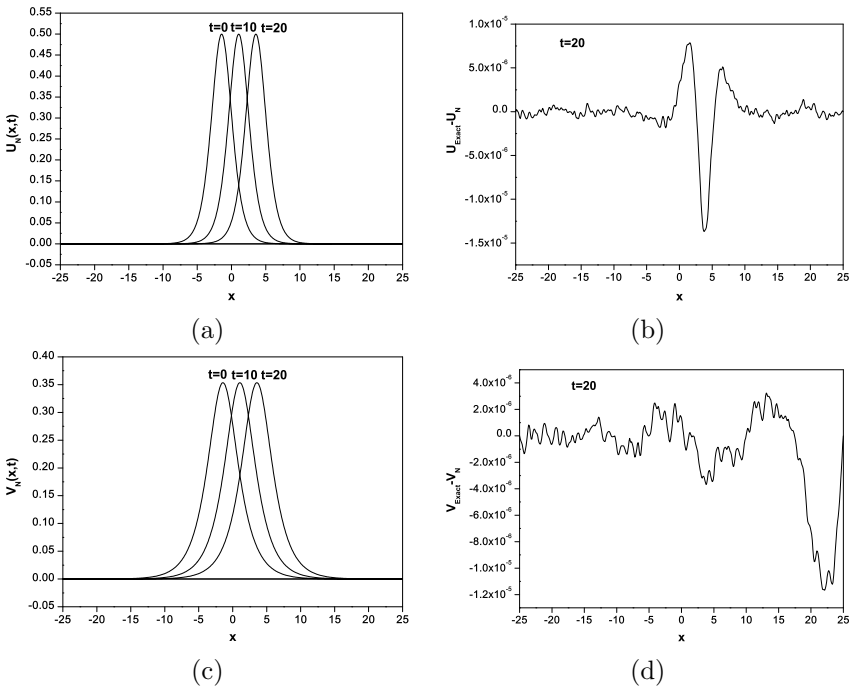 0.55
0.50
0.45
0.40
0.35
0.30
0.25
0.20
0.15
0.10
0.05
0.00
-0.05
U_N(x,t)
t=0 t=10 t=20
-25 -20 -15 -10 -5 0 5 10 15 20 25
x
(a)
1.0x10⁻⁵
5.0x10⁻⁶
0.0
-5.0x10⁻⁶
-1.0x10⁻⁵
-1.5x10⁻⁵
U_Exact-U_N
t=20
-25 -20 -15 -10 -5 0 5 10 15 20 25
x
(b)
0.40
0.35
0.30
0.25
0.20
0.15
0.10
0.05
0.00
-0.05
V_N(x,t)
t=0 t=10 t=20
-25 -20 -15 -10 -5 0 5 10 15 20 25
x
(c)
4.0x10⁻⁶
2.0x10⁻⁶
0.0
-2.0x10⁻⁶
-4.0x10⁻⁶
-6.0x10⁻⁶
-8.0x10⁻⁶
-1.0x10⁻⁵
-1.2x10⁻⁵
V_Exact-V_N
t=20
-25 -20 -15 -10 -5 0 5 10 15 20 25
x
(d)